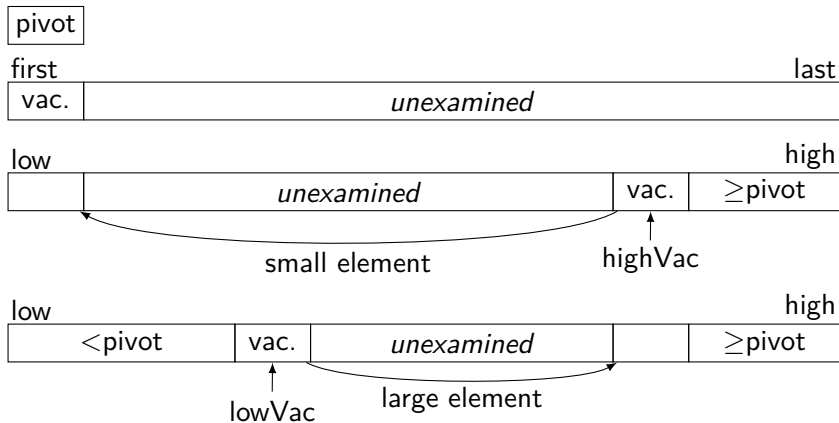 pivot
first last
vac. unexamined
low high
unexamined vac. ≥pivot
small element highVac
low high
<pivot vac. unexamined ≥pivot
lowVac large element